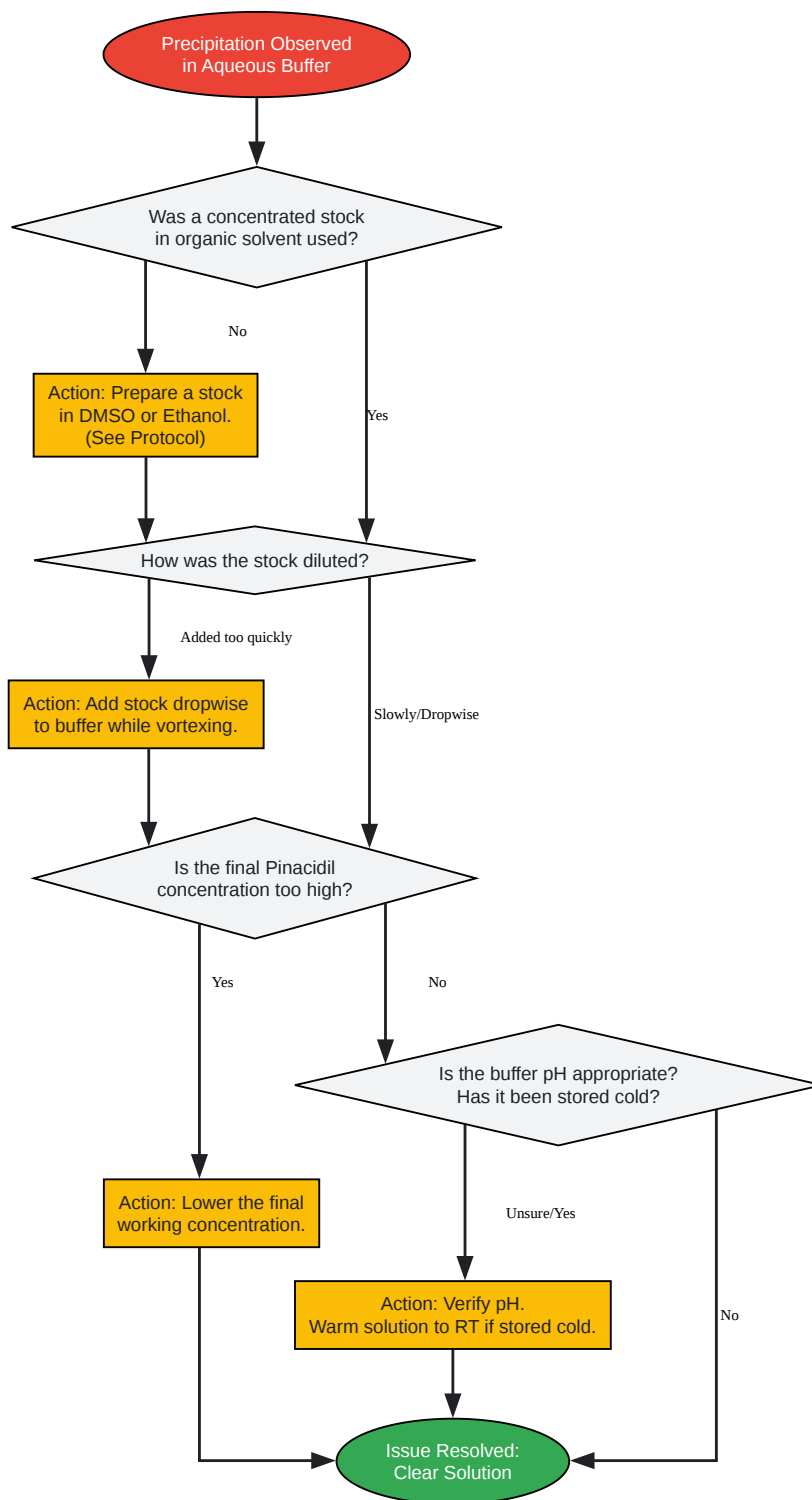 Precipitation Observed
in Aqueous Buffer
Was a concentrated stock
in organic solvent used?
No
Action: Prepare a stock
in DMSO or Ethanol.
(See Protocol)
Yes
How was the stock diluted?
Added too quickly
Action: Add stock dropwise
to buffer while vortexing.
Slowly/Dropwise
Is the final Pinacidil
concentration too high?
Yes
No
Is the buffer pH appropriate?
Has it been stored cold?
Action: Lower the final
working concentration.
Unsure/Yes
Action: Verify pH.
Warm solution to RT if stored cold.
No
Issue Resolved:
Clear Solution